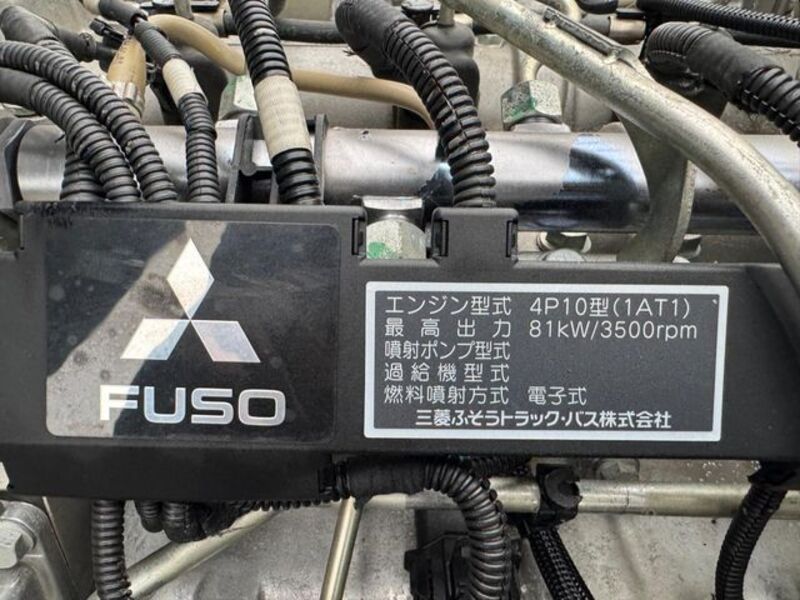 FUSO
エンジン型式 4P10型(1AT1)
最高出力 81kW/3500rpm
噴射ポンプ型式
過給機型式
燃料噴射方式 電子式
三菱ふそうトラック・バス株式会社